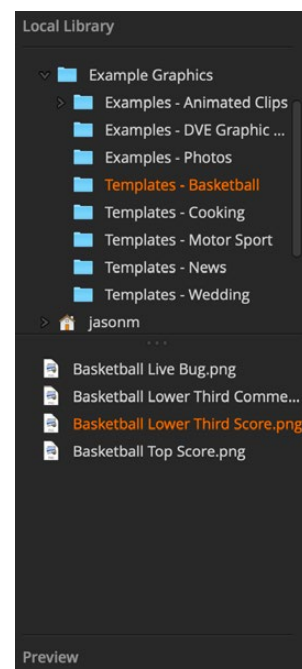 Local Library
Example Graphics
Examples - Animated Clips
Examples - DVE Graphic ...
Examples - Photos
Templates - Basketball
Templates - Cooking
Templates - Motor Sport
Templates - News
Templates - Wedding
jasonm
Basketball Live Bug.png
Basketball Lower Third Comme...
Basketball Lower Third Score.png
Basketball Top Score.png
Preview